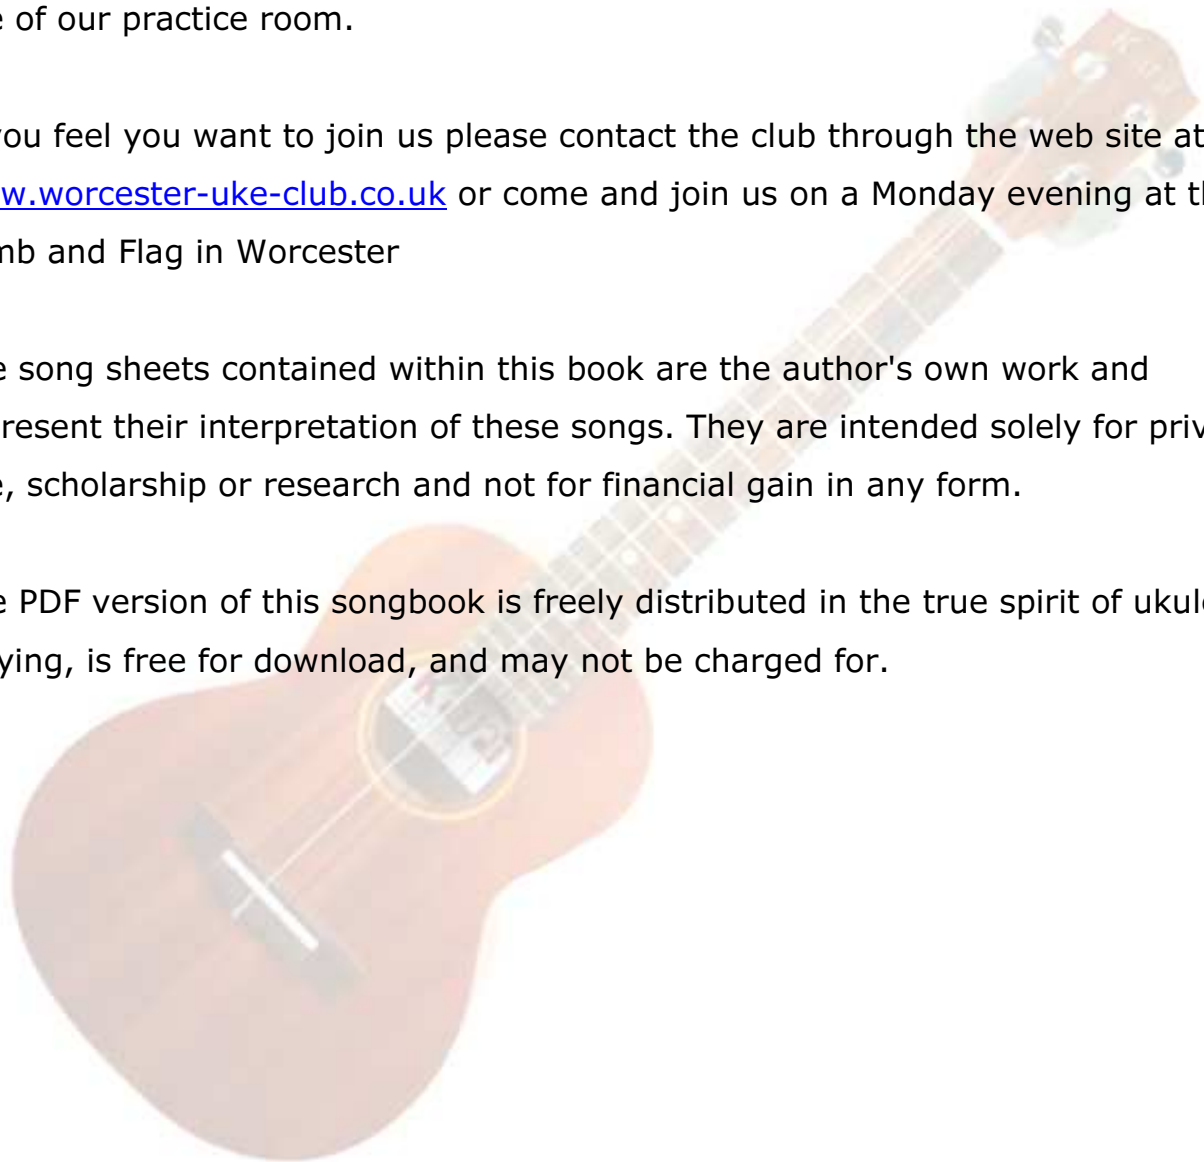 e of our practice room.
you feel you want to join us please contact the club through the web site at
w.worcester-uke-club.co.uk or come and join us on a Monday evening at th
mb and Flag in Worcester
e song sheets contained within this book are the author's own work and
present their interpretation of these songs. They are intended solely for priv
e, scholarship or research and not for financial gain in any form.
e PDF version of this songbook is freely distributed in the true spirit of ukul
ying, is free for download, and may not be charged for.